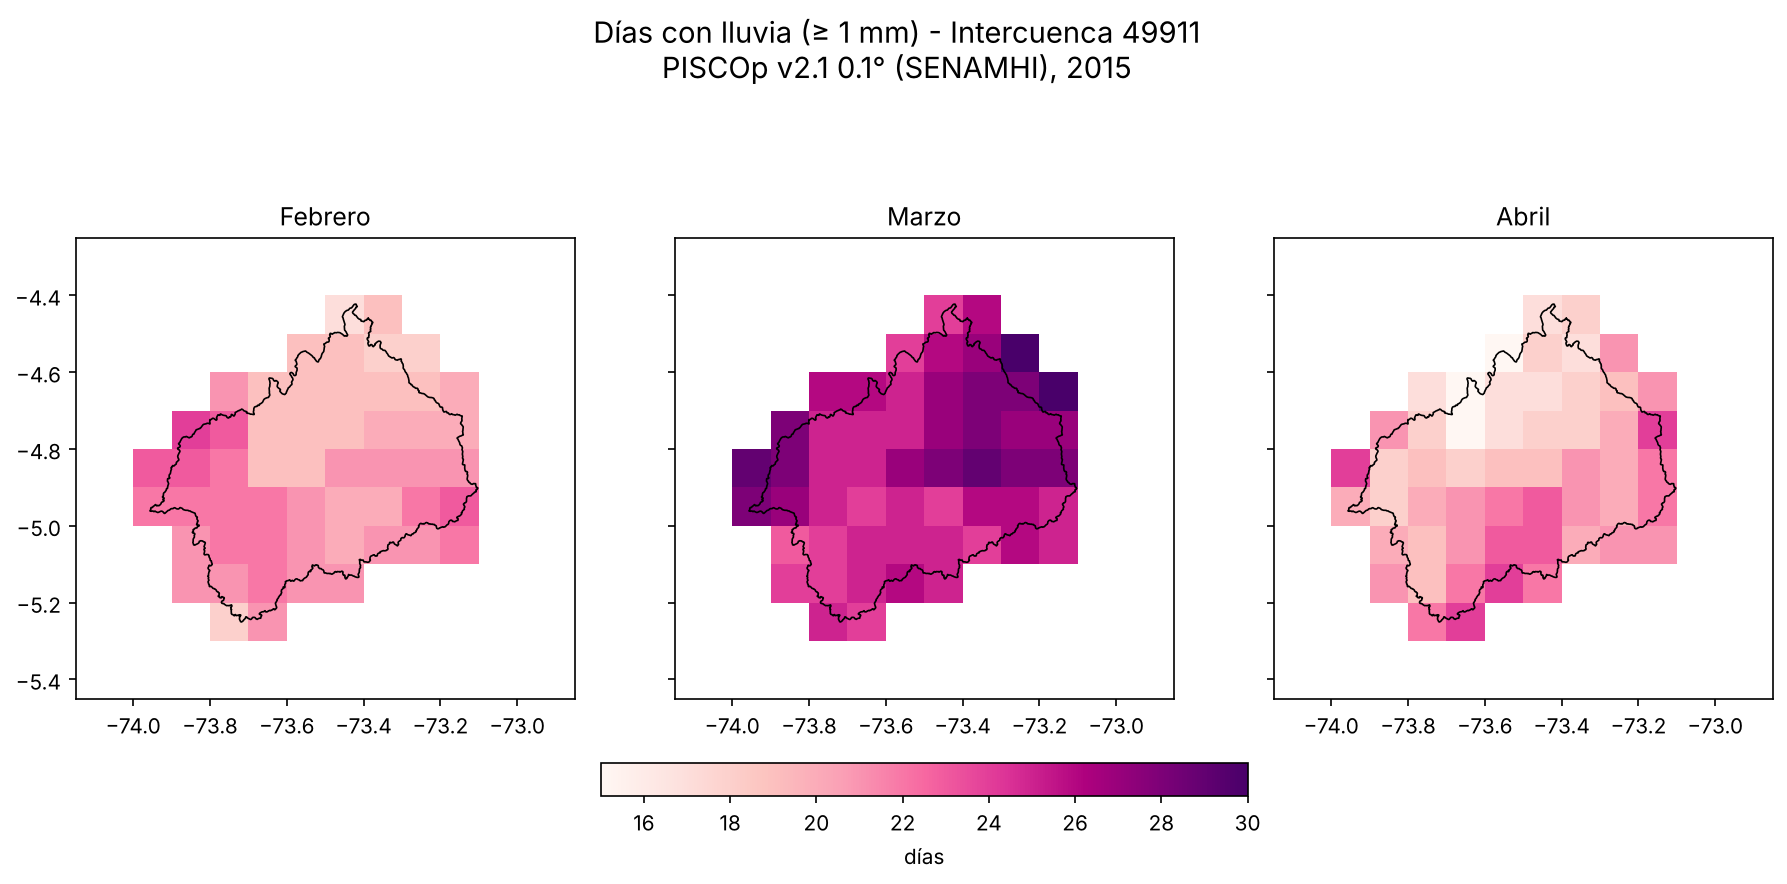 Días con lluvia (≥ 1 mm) - Intercuenca 49911
PISCOp v2.1 0.1° (SENAMHI), 2015
Febrero
Marzo
Abril
−4.4
−4.6
−4.8
−5.0
−5.2
−5.4
−74.0 −73.8 −73.6 −73.4 −73.2 −73.0
−74.0 −73.8 −73.6 −73.4 −73.2 −73.0
−74.0 −73.8 −73.6 −73.4 −73.2 −73.0
16 18 20 22 24 26 28 30
días